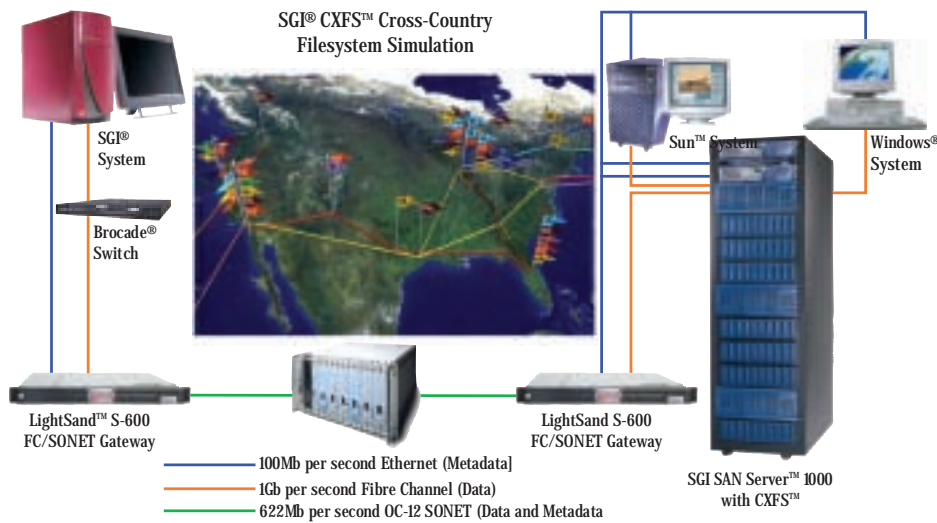 SGI® CXFS™ Cross-Country
Filesystem Simulation
SGI®
System
Brocade®
Switch
Sun™ System
Windows®
System
LightSand™ S-600
FC/SONET Gateway
LightSand S-600
FC/SONET Gateway
SGI SAN Server™ 1000
with CXFS™
100Mb per second Ethernet (Metadata]
1Gb per second Fibre Channel (Data)
622Mb per second OC-12 SONET (Data and Metadata